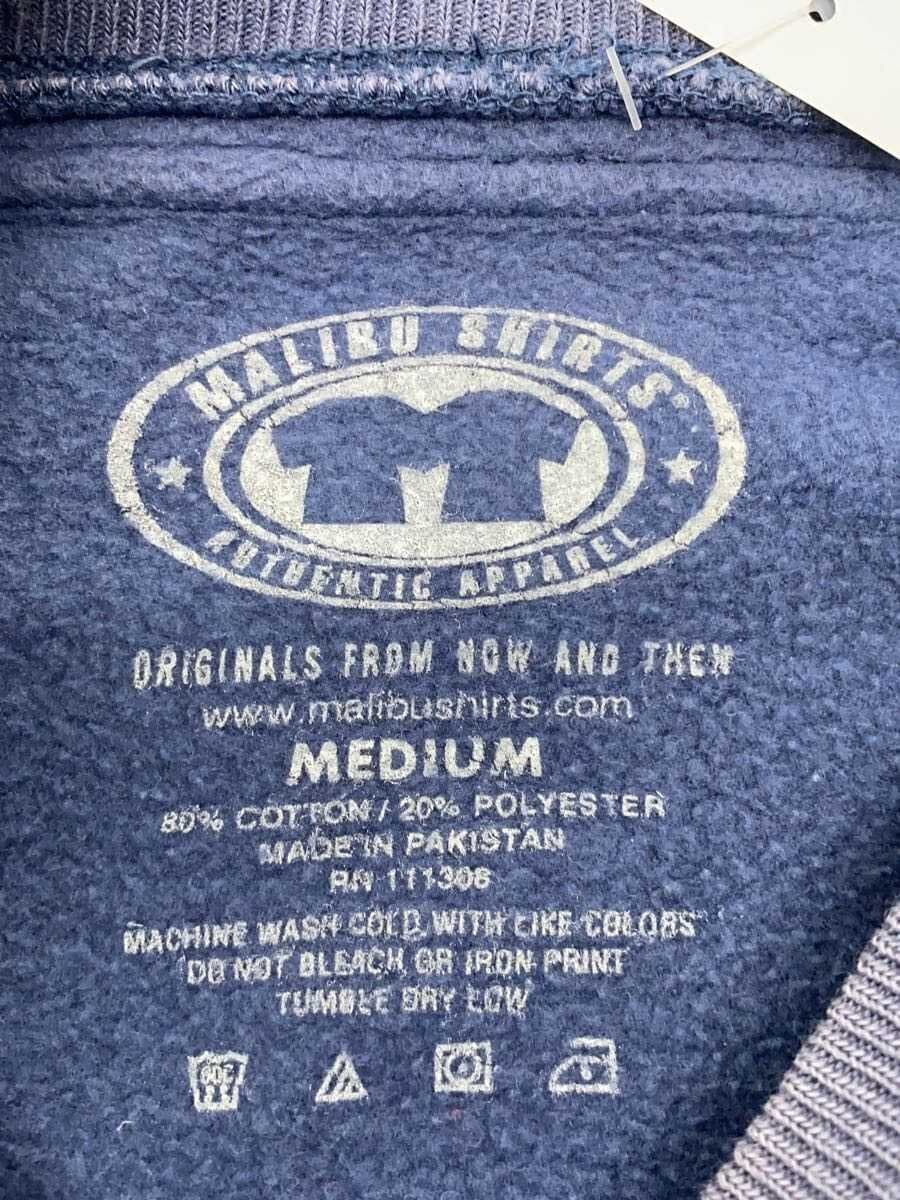 MALIBU SHIRTS®
AUTHENTIC APPAREL
ORIGINALS FROM NOW AND THEN
www.malibushirts.com
MEDIUM
80% COTTON / 20% POLYESTER
MADE IN PAKISTAN
RN 111306
MACHINE WASH COLD WITH LIKE COLORS
DO NOT BLEACH OR IRON PRINT
TUMBLE DRY LOW